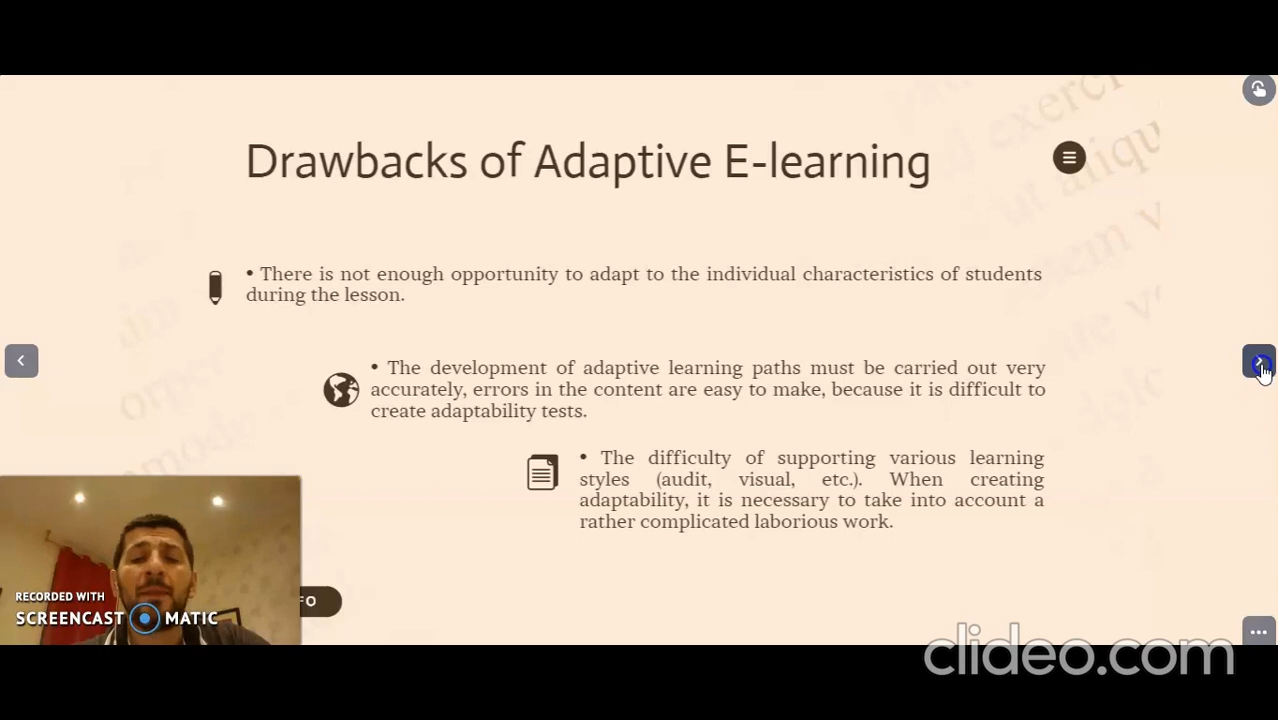 Drawbacks of Adaptive E-learning
• There is not enough opportunity to adapt to the individual characteristics of students
during the lesson.
• The development of adaptive learning paths must be carried out very
accurately, errors in the content are easy to make, because it is difficult to
create adaptability tests.
• The difficulty of supporting various learning
styles (audit, visual, etc.). When creating
adaptability, it is necessary to take into account a
rather complicated laborious work.
RECORDED WITH
SCREENCAST MATIC
FO
clideo.com